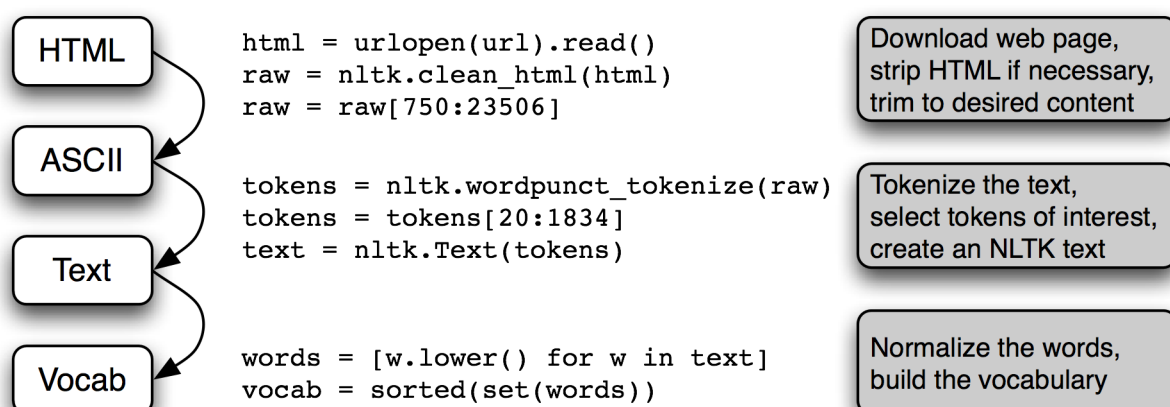 HTML
html = urlopen(url).read()
raw = nltk.clean_html(html)
raw = raw[750:23506]
Download web page,
strip HTML if necessary,
trim to desired content
ASCII
tokens = nltk.wordpunct_tokenize(raw)
tokens = tokens[20:1834]
text = nltk.Text(tokens)
Tokenize the text,
select tokens of interest,
create an NLTK text
Text
Vocab
words = [w.lower() for w in text]
vocab = sorted(set(words))
Normalize the words,
build the vocabulary